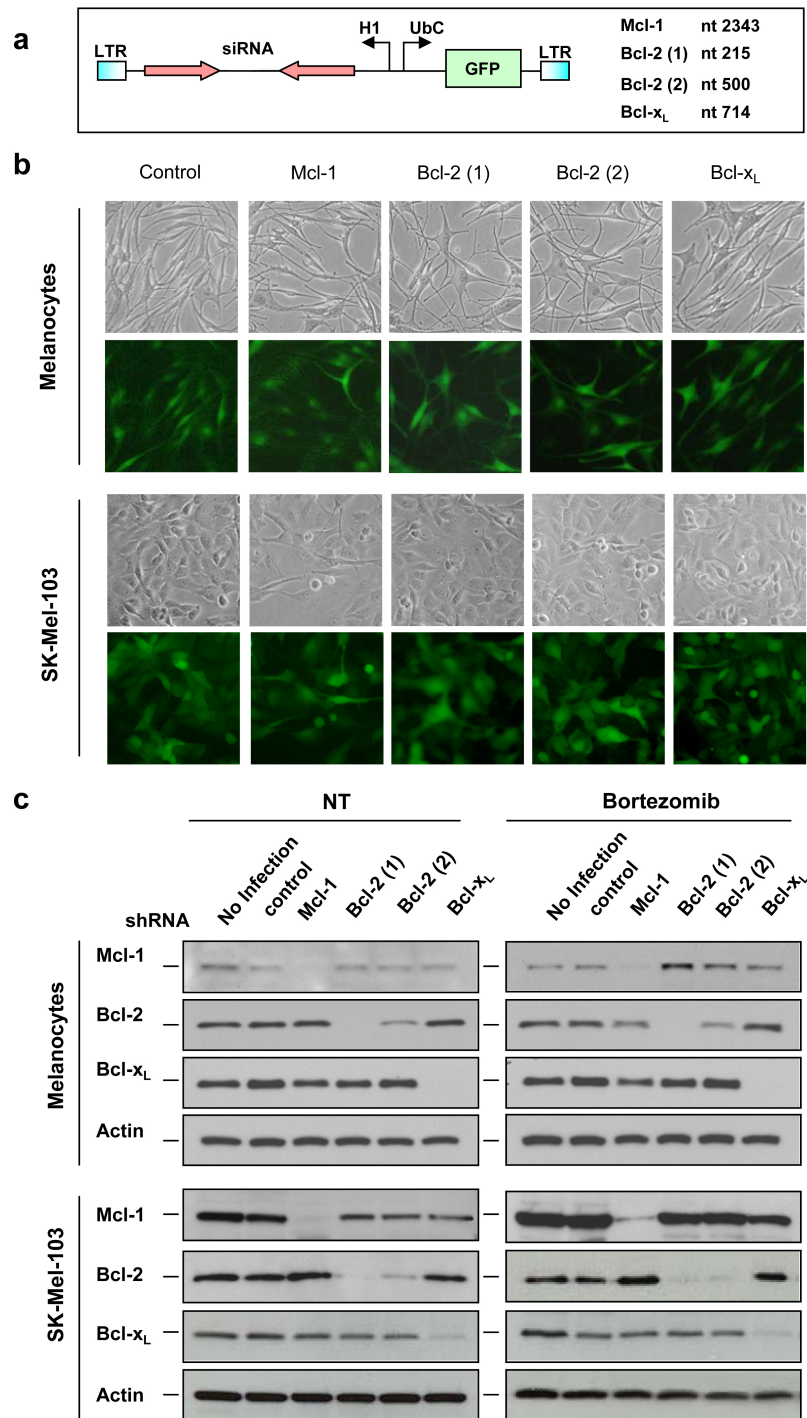 a
LTR
siRNA
H1
UbC
GFP
LTR
Mcl-1 nt 2343
Bcl-2 (1) nt 215
Bcl-2 (2) nt 500
Bcl-xL nt 714
b
Control Mcl-1 Bcl-2 (1) Bcl-2 (2) Bcl-xL
Melanocytes
SK-Mel-103
c
NT Bortezomib
shRNA
No Infection
control
Mcl-1
Bcl-2 (1)
Bcl-2 (2)
Bcl-xL
No Infection
control
Mcl-1
Bcl-2 (1)
Bcl-2 (2)
Bcl-xL
Melanocytes
Mcl-1
Bcl-2
Bcl-xL
Actin
SK-Mel-103
Mcl-1
Bcl-2
Bcl-xL
Actin